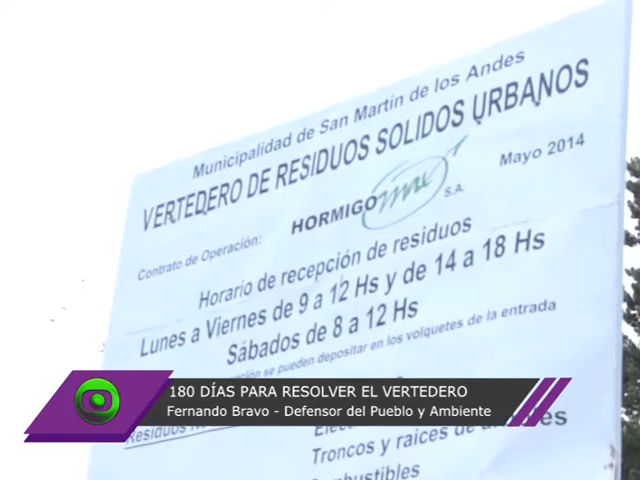 Municipalidad de San Martín de los Andes
VERTEDERO DE RESIDUOS SOLIDOS URBANOS
Mayo 2014
Contrato de Operación: HORMIGONE S.A.
Horario de recepción de residuos
Lunes a Viernes de 9 a 12 Hs y de 14 a 18 Hs
Sábados de 8 a 12 Hs
se pueden depositar en los volquetes de la entrada
180 DÍAS PARA RESOLVER EL VERTEDERO
Fernando Bravo - Defensor del Pueblo y Ambiente
Troncos y raices de